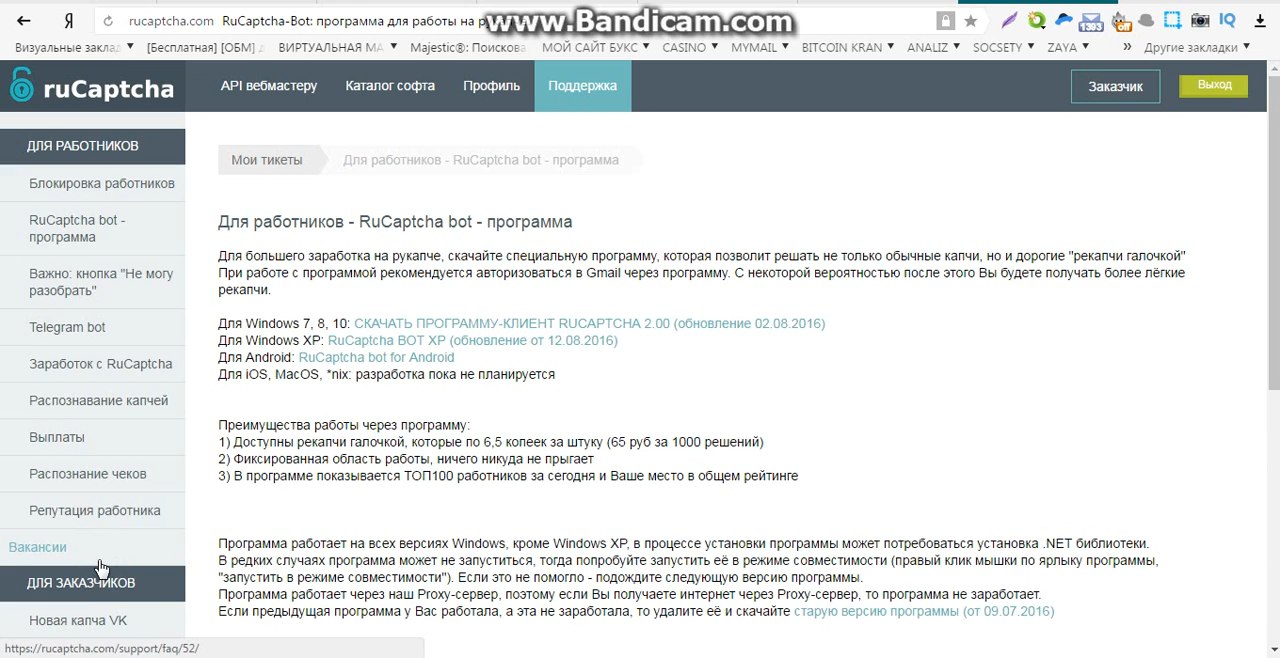 rucaptcha.com RuCaptcha-Bot: программа для работы на
www.Bandicam.com
1393
off
IQ
Визуальные заклад
[Бесплатная] [ОБМ]
ВИРТУАЛЬНАЯ МА
Majestic®: Поискова
МОЙ САЙТ БУКС
CASINO
MYMAIL
BITCOIN KRAN
ANALIZ
SOCSETY
ZAYA
»
Другие закладки
ruCaptcha
API вебмастеру
Каталог софта
Профиль
Поддержка
Заказчик
Выход
ДЛЯ РАБОТНИКОВ
Блокировка работников
RuCaptcha bot -
программа
Важно: кнопка "Не могу
разобрать"
Telegram bot
Заработок с RuCaptcha
Распознавание капчей
Выплаты
Распознание чеков
Репутация работника
Вакансии
ДЛЯ ЗАКАЗЧИКОВ
Новая капча VK
Мои тикеты
Для работников - RuCaptcha bot - программа
Для работников - RuCaptcha bot - программа
Для большего заработка на рукапче, скачайте специальную программу, которая позволит решать не только обычные капчи, но и дорогие "рекапчи галочкой"
При работе с программой рекомендуется авторизоваться в Gmail через программу. С некоторой вероятностью после этого Вы будете получать более лёгкие
рекапчи.
Для Windows 7, 8, 10: СКАЧАТЬ ПРОГРАММУ-КЛИЕНТ RUCAPTCHA 2.00 (обновление 02.08.2016)
Для Windows XP: RuCaptcha BOT XP (обновление от 12.08.2016)
Для Android: RuCaptcha bot for Android
Для iOS, MacOS, *nix: разработка пока не планируется
Преимущества работы через программу:
1) Доступны рекапчи галочкой, которые по 6,5 копеек за штуку (65 руб за 1000 решений)
2) Фиксированная область работы, ничего никуда не прыгает
3) В программе показывается ТОП100 работников за сегодня и Ваше место в общем рейтинге
Программа работает на всех версиях Windows, кроме Windows XP, в процессе установки программы может потребоваться установка .NET библиотеки.
В редких случаях программа может не запуститься, тогда попробуйте запустить её в режиме совместимости (правый клик мышки по ярлыку программы,
"запустить в режиме совместимости"). Если это не помогло - подождите следующую версию программы.
Программа работает через наш Proxy-сервер, поэтому если Вы получаете интернет через Proxy-сервер, то программа не заработает.
Если предыдущая программа у Вас работала, а эта не заработала, то удалите её и скачайте старую версию программы (от 09.07.2016)
https://rucaptcha.com/support/faq/52/